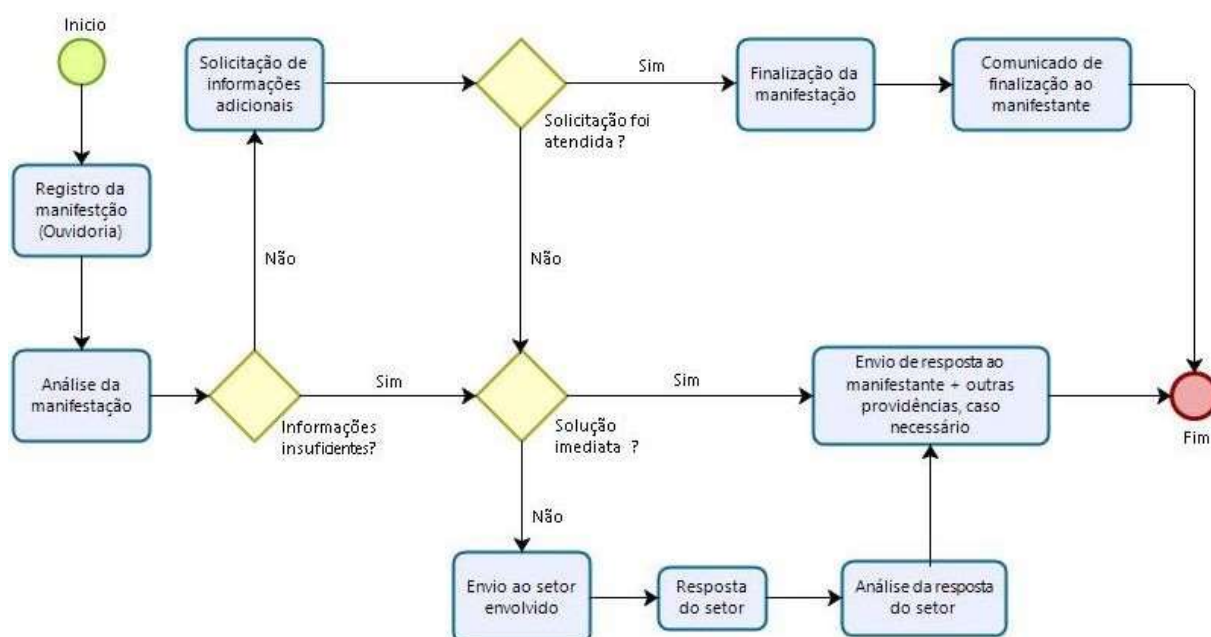 Inicio
Registro da
manifestção
(Ouvidoria)
Análise da
manifestação
Informações
insuficientes?
Não
Sim
Solicitação de
informações
adicionais
Solicitação foi
atendida ?
Sim
Não
Finalização da
manifestação
Comunicado de
finalização ao
manifestante
Solução
imediata ?
Sim
Não
Envio de resposta ao
manifestante + outras
providências, caso
necessário
Envio ao setor
envolvido
Resposta
do setor
Análise da resposta
do setor
Fim